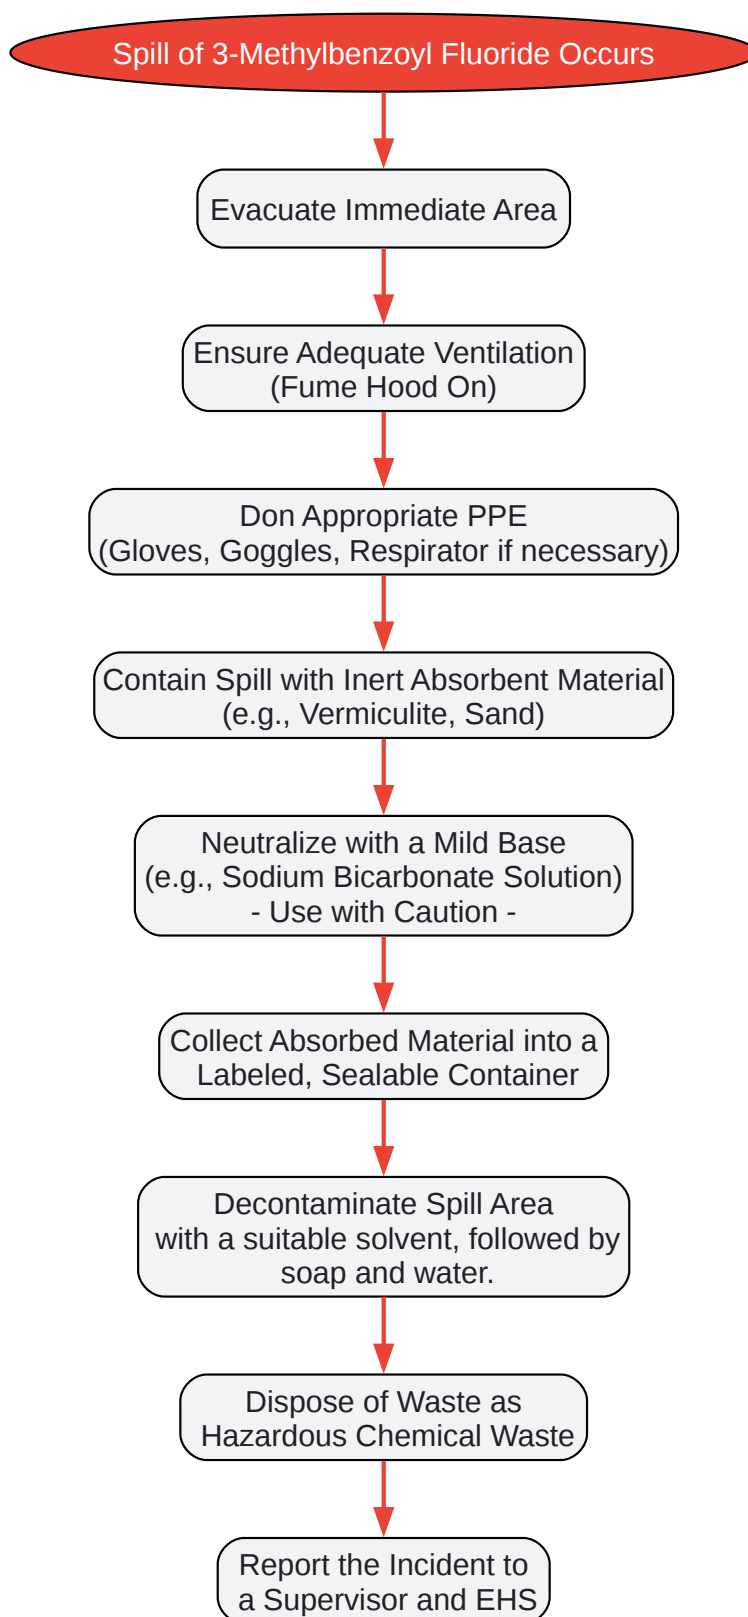 Spill of 3-Methylbenzoyl Fluoride Occurs
Evacuate Immediate Area
Ensure Adequate Ventilation
(Fume Hood On)
Don Appropriate PPE
(Gloves, Goggles, Respirator if necessary)
Contain Spill with Inert Absorbent Material
(e.g., Vermiculite, Sand)
Neutralize with a Mild Base
(e.g., Sodium Bicarbonate Solution)
- Use with Caution -
Collect Absorbed Material into a
Labeled, Sealable Container
Decontaminate Spill Area
with a suitable solvent, followed by
soap and water.
Dispose of Waste as
Hazardous Chemical Waste
Report the Incident to
a Supervisor and EHS